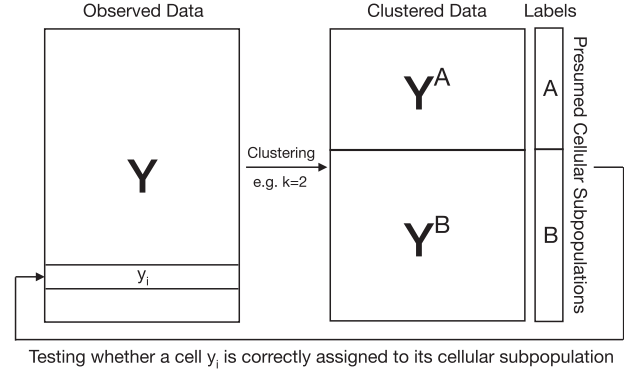 Observed Data
Clustered Data
Labels
Y
Clustering
e.g. k=2
Y^A
Y^B
A
B
Presumed Cellular Subpopulations
y_i
Testing whether a cell y_i is correctly assigned to its cellular subpopulation